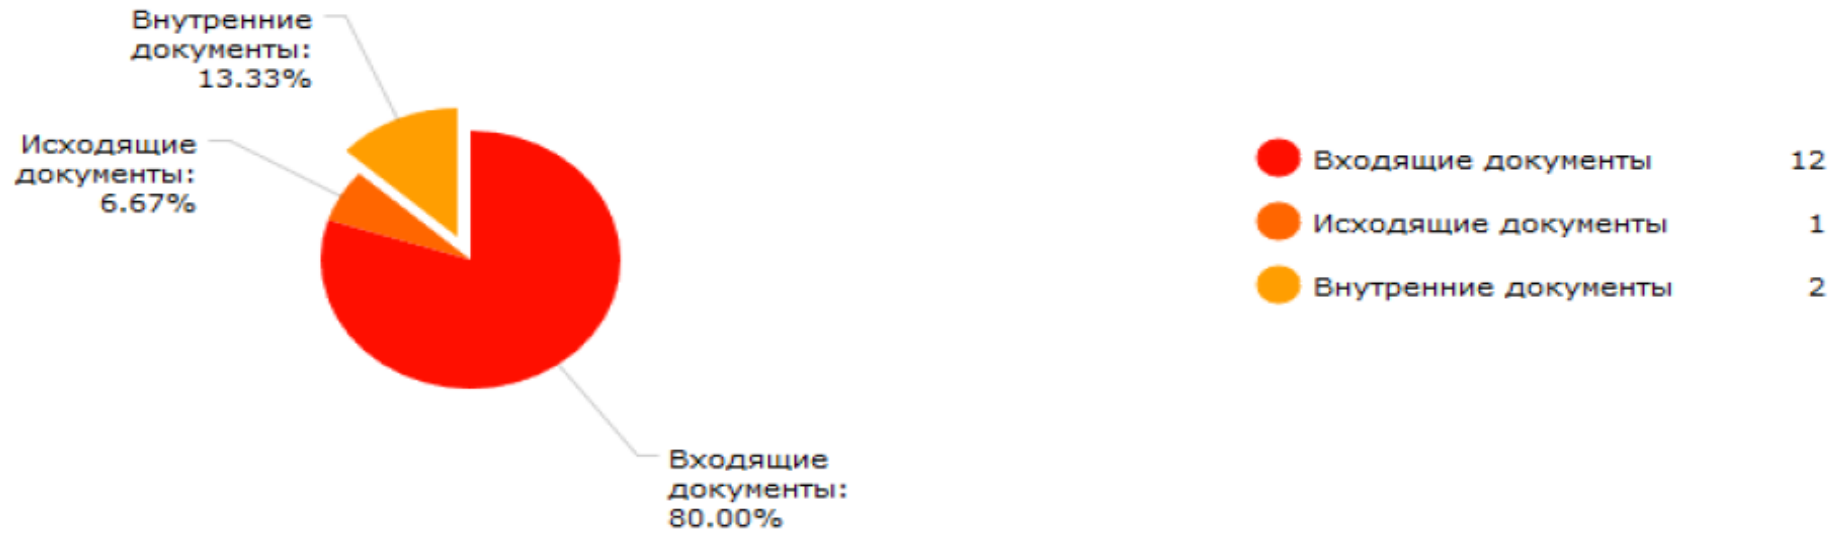 Внутренние
документы:
13.33%
Исходящие
документы:
6.67%
Входящие
документы:
80.00%
Входящие документы 12
Исходящие документы 1
Внутренние документы 2